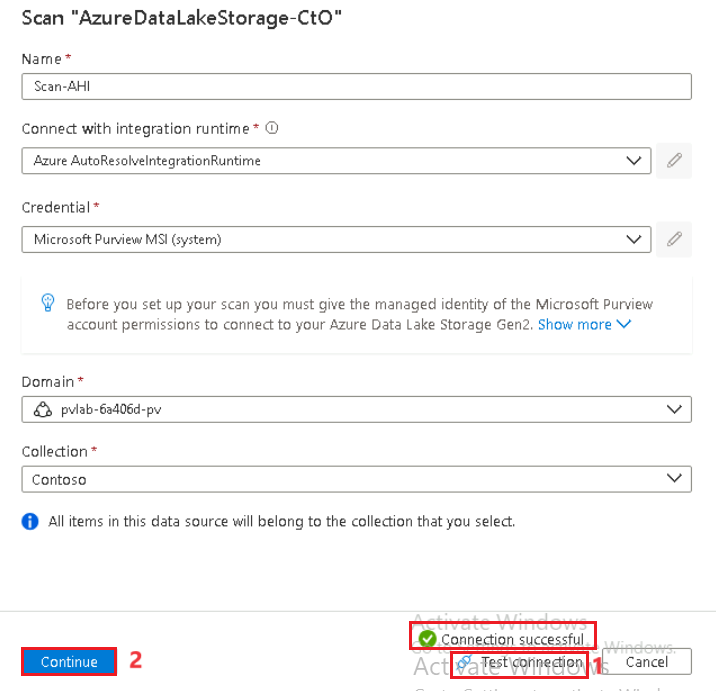 Scan "AzureDataLakeStorage-CtO"
Name *
Scan-AHI
Connect with integration runtime *
Azure AutoResolveIntegrationRuntime
Credential *
Microsoft Purview MSI (system)
Before you set up your scan you must give the managed identity of the Microsoft Purview
account permissions to connect to your Azure Data Lake Storage Gen2. Show more
Domain *
pvlab-6a406d-pv
Collection *
Contoso
All items in this data source will belong to the collection that you select.
Activate Windows
Connection successful
Windows.
Continue 2
Test connection 1 Cancel